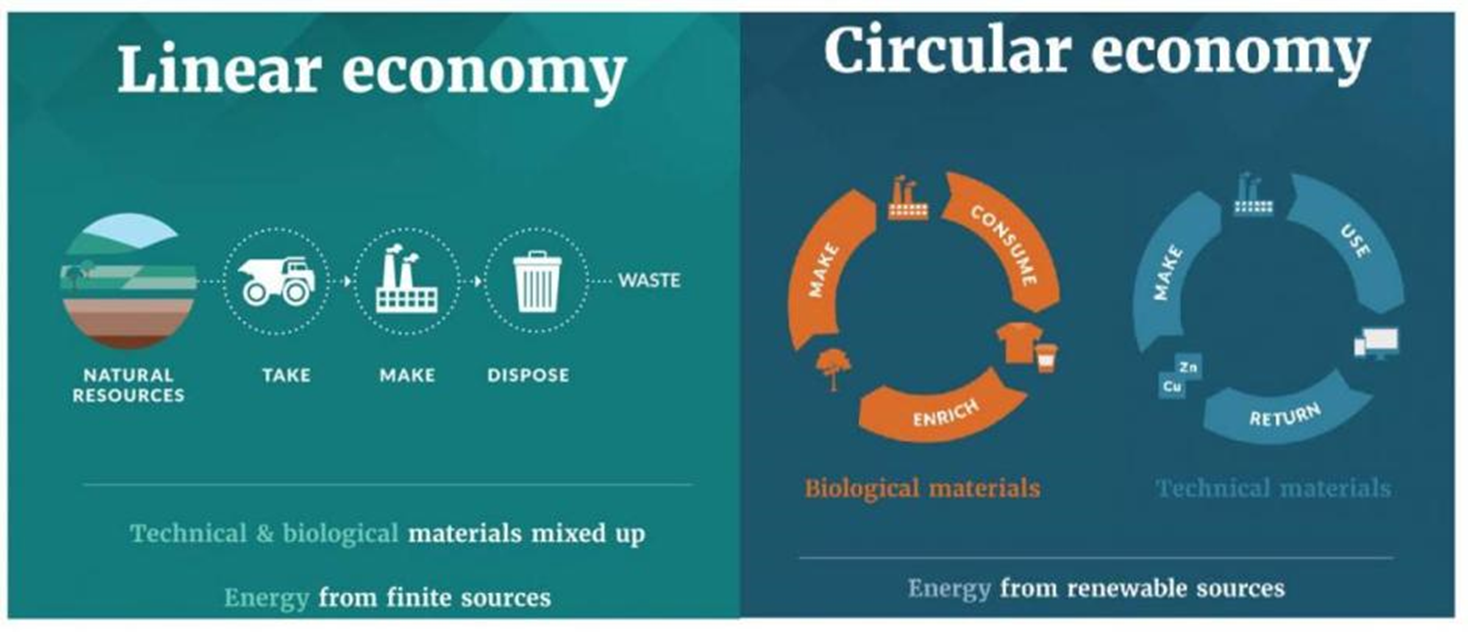 Linear economy
WASTE
NATURAL
RESOURCES
TAKE
MAKE
DISPOSE
Technical & biological materials mixed up
Energy from finite sources
Circular economy
MAKE
CONSUME
ENRICH
Biological materials
MAKE
USE
Zn
Cu
RETURN
Technical materials
Energy from renewable sources